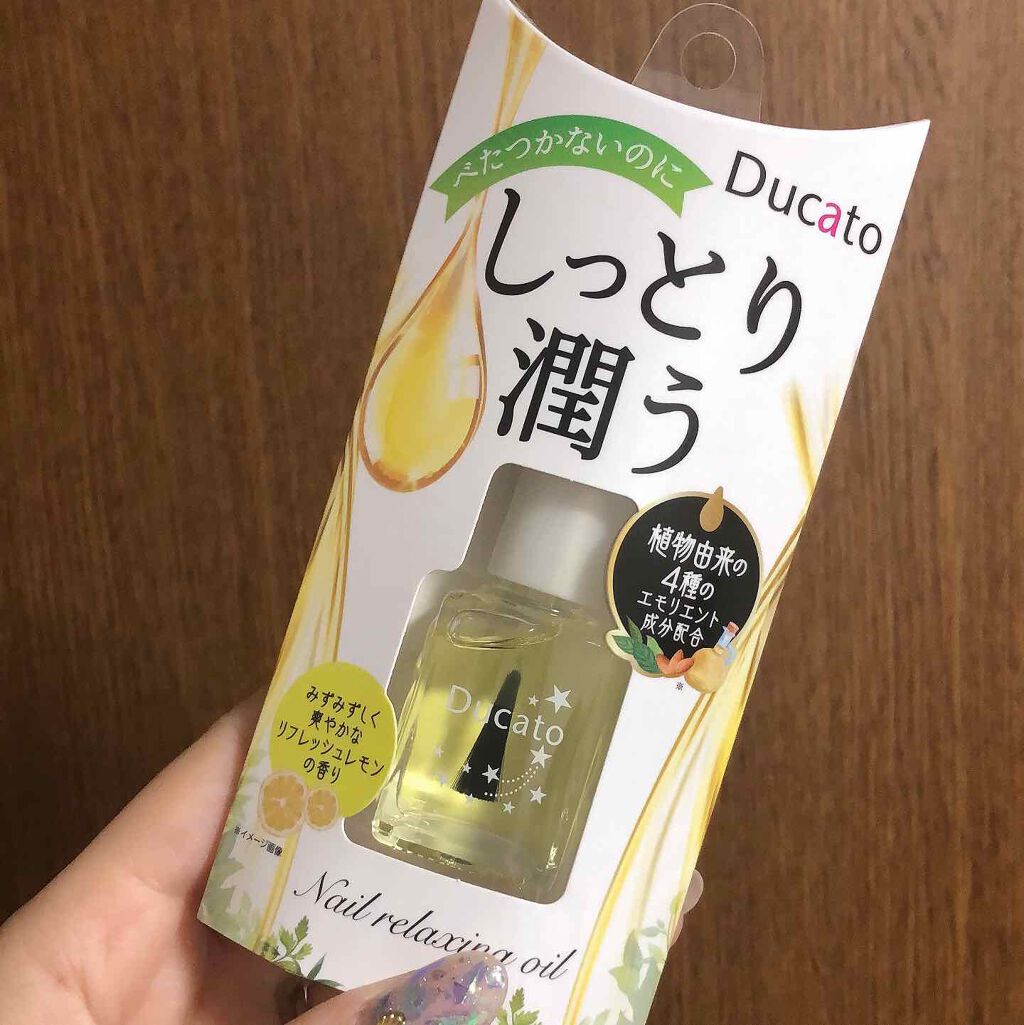 べたつかないのに
Ducato
しっとり
潤う
植物由来の
4種の
エモリエント
成分配合
※
Ducato
みずみずしく
爽やかな
リフレッシュレモン
の香り
※イメージ画像
Nail relaxing oil